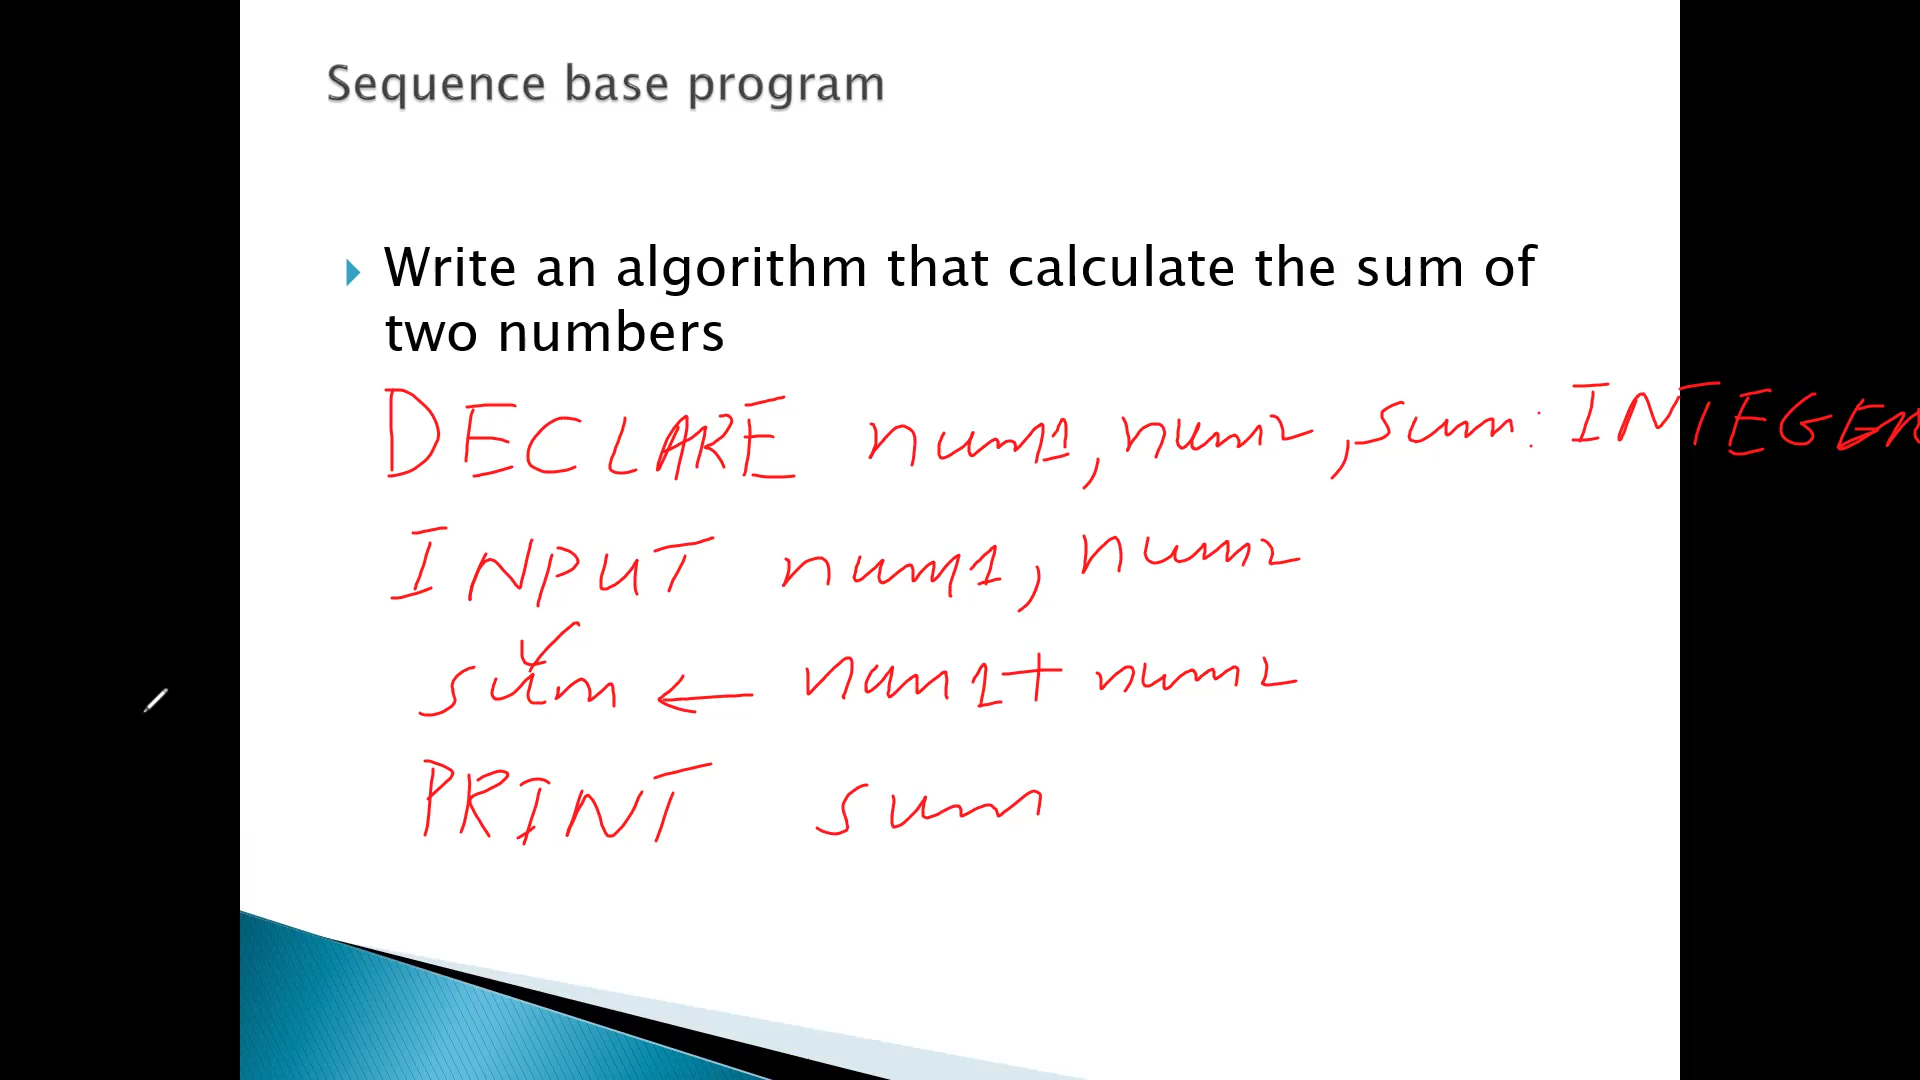 Sequence base program
Write an algorithm that calculate the sum of
two numbers
DECLARE num1, num2, sum: INTEGER
INPUT num1, num2
sum ← num1 + num2
PRINT sum